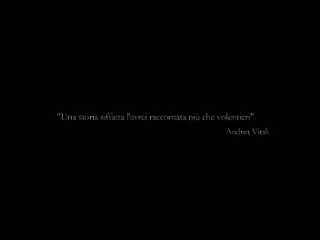 "Una storia siffatta l'avrei raccontata più che volentieri"
Andrea Vitali